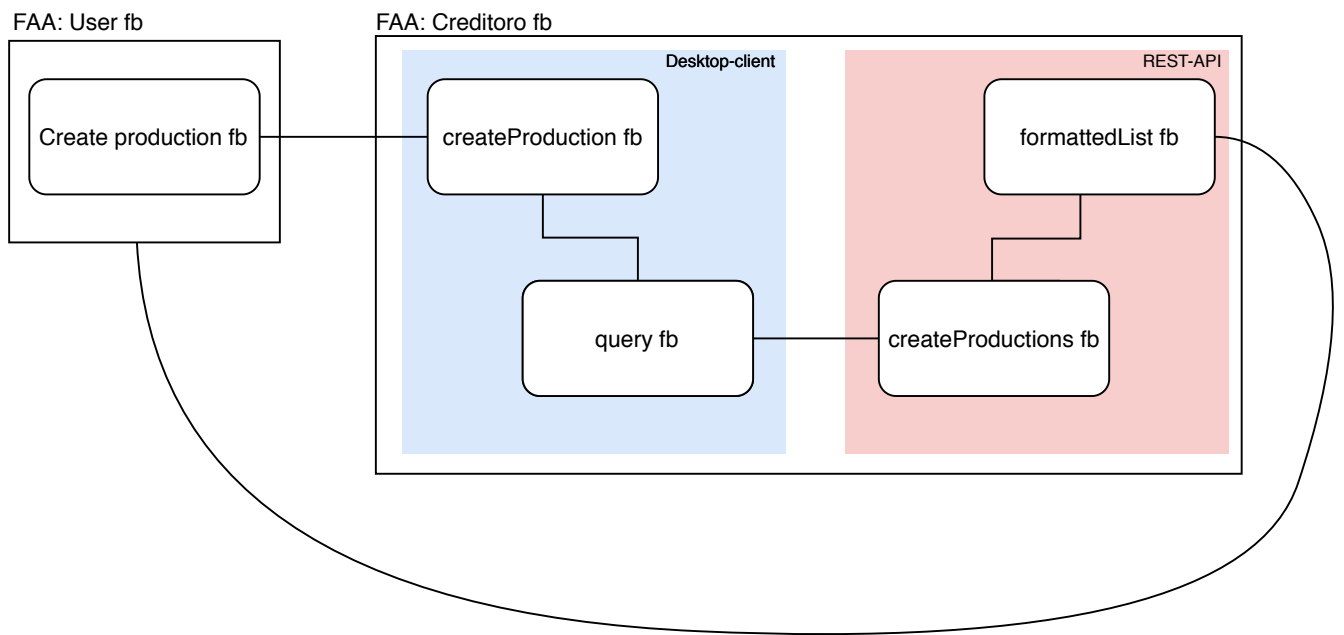 FAA: User fb
FAA: Creditoro fb
Desktop-client
REST-API
Create production fb
createProduction fb
formattedList fb
query fb
createProductions fb